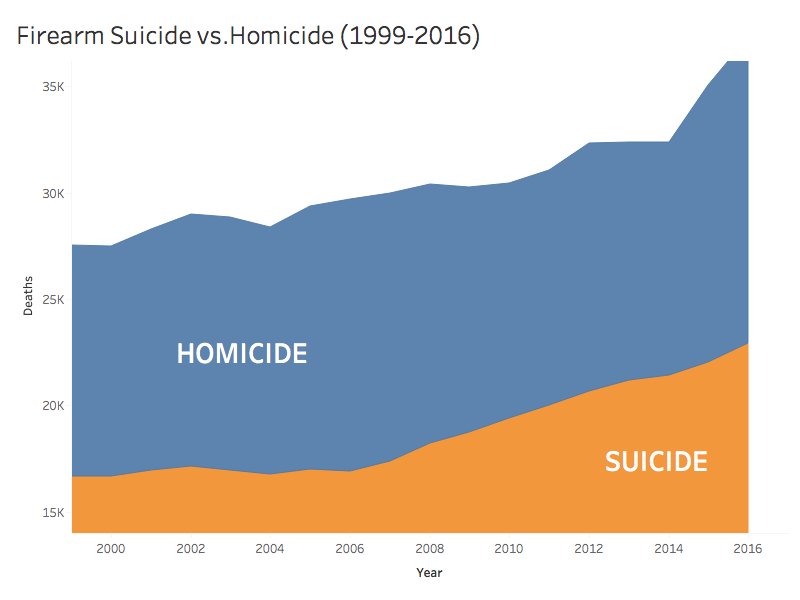 Firearm Suicide vs.Homicide (1999-2016)
35K
30K
25K
20K
15K
Deaths
HOMICIDE
SUICIDE
2000 2002 2004 2006 2008 2010 2012 2014 2016
Year